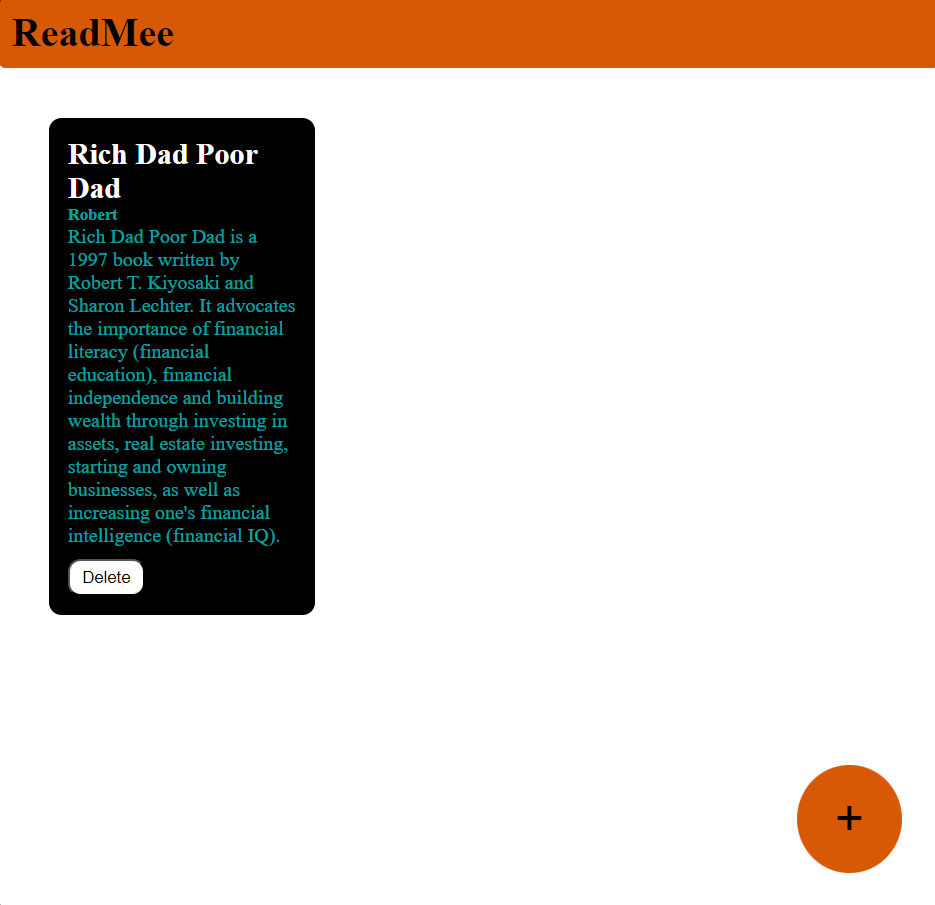 ReadMee
Rich Dad Poor
Dad
Robert
Rich Dad Poor Dad is a
1997 book written by
Robert T. Kiyosaki and
Sharon Lechter. It advocates
the importance of financial
literacy (financial
education), financial
independence and building
wealth through investing in
assets, real estate investing,
starting and owning
businesses, as well as
increasing one's financial
intelligence (financial IQ).
Delete
+